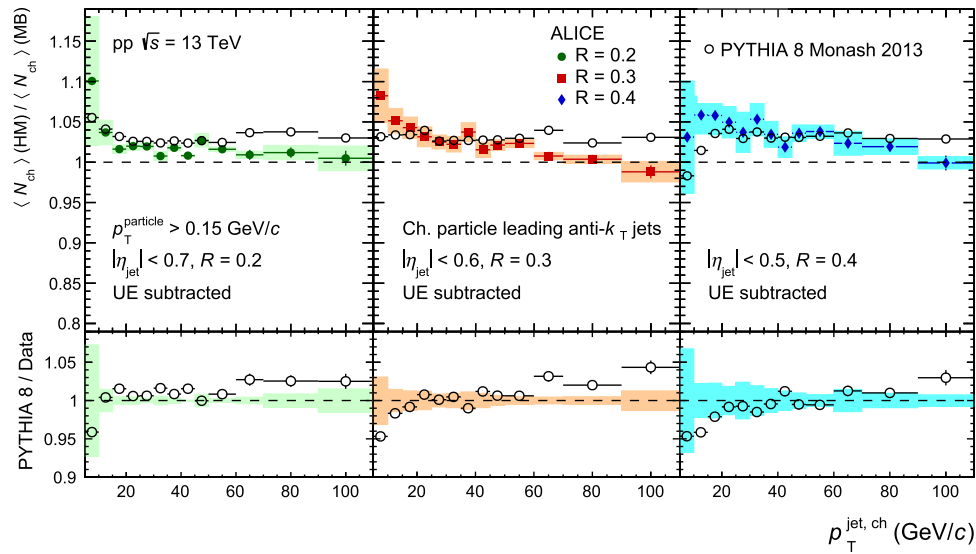 ⟨ N_ch ⟩ (HM) / ⟨ N_ch ⟩ (MB)
1.15
1.1
1.05
1
0.95
0.9
0.85
0.8
pp √s = 13 TeV
p_T^particle > 0.15 GeV/c
|η_jet| < 0.7, R = 0.2
UE subtracted
ALICE
R = 0.2
R = 0.3
R = 0.4
Ch. particle leading anti-k_T jets
|η_jet| < 0.6, R = 0.3
UE subtracted
PYTHIA 8 Monash 2013
|η_jet| < 0.5, R = 0.4
UE subtracted
PYTHIA 8 / Data
1.05
1
0.95
0.9
20 40 60 80 100
20 40 60 80 100
20 40 60 80 100
p_T^jet, ch (GeV/c)